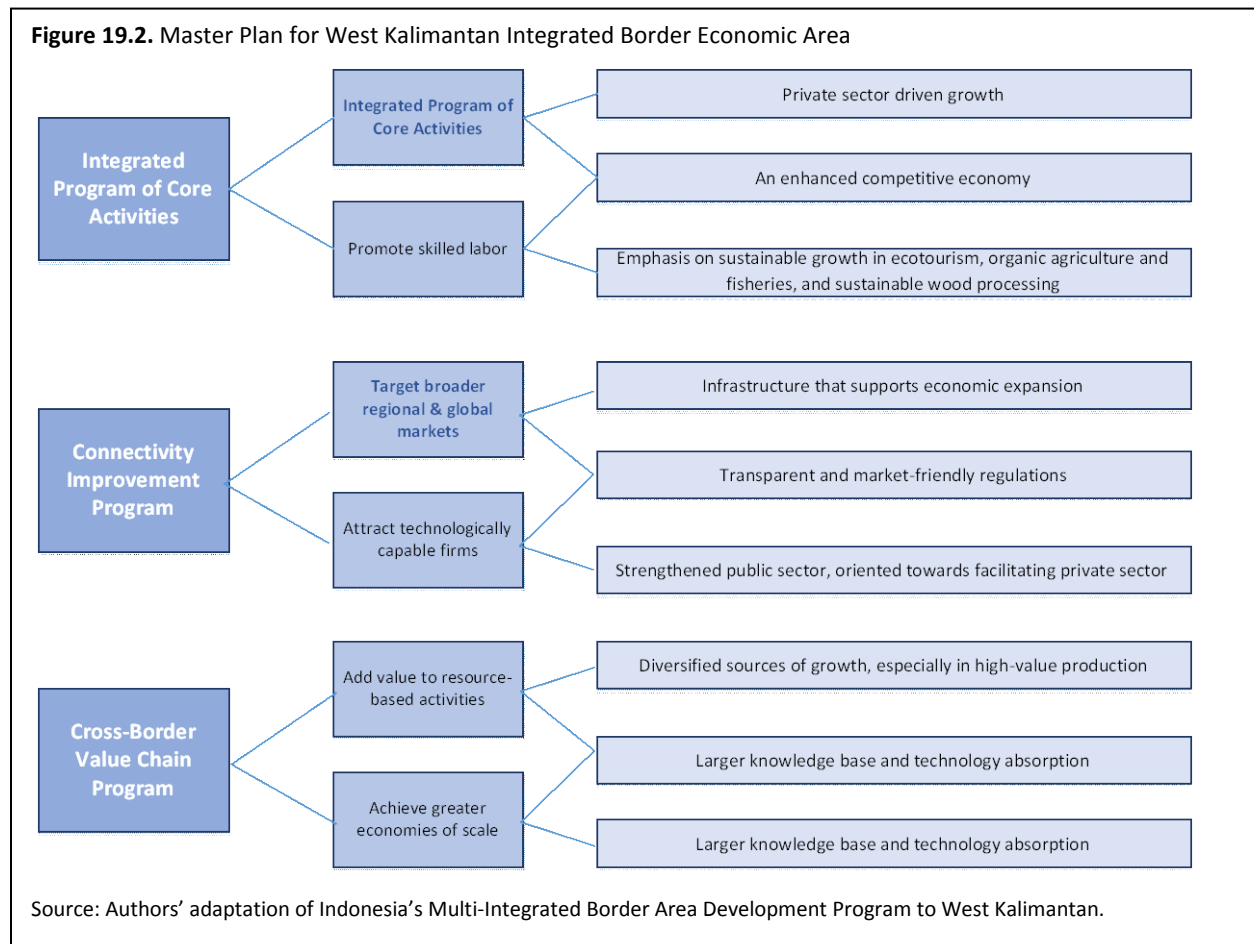 Figure 19.2. Master Plan for West Kalimantan Integrated Border Economic Area
Integrated
Program of Core
Activities
Integrated Program of
Core Activities
Promote skilled labor
Private sector driven growth
An enhanced competitive economy
Emphasis on sustainable growth in ecotourism, organic agriculture and
fisheries, and sustainable wood processing
Connectivity
Improvement
Program
Target broader
regional & global
markets
Attract technologically
capable firms
Infrastructure that supports economic expansion
Transparent and market-friendly regulations
Strengthened public sector, oriented towards facilitating private sector
Cross-Border
Value Chain
Program
Add value to resource-
based activities
Achieve greater
economies of scale
Diversified sources of growth, especially in high-value production
Larger knowledge base and technology absorption
Larger knowledge base and technology absorption
Source: Authors’ adaptation of Indonesia’s Multi-Integrated Border Area Development Program to West Kalimantan.